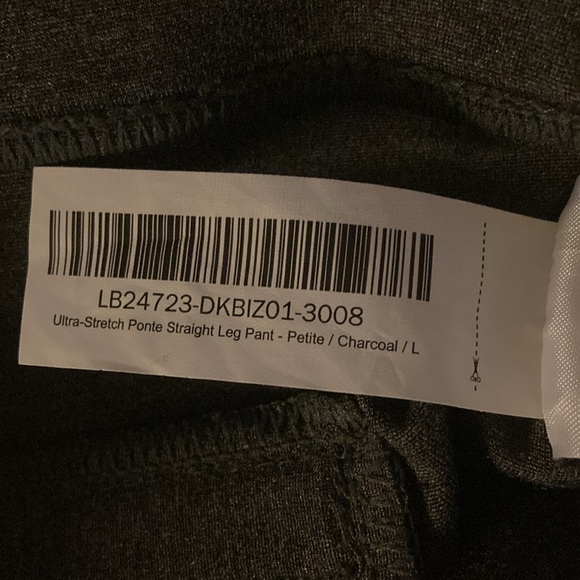 LB24723-DKBIZ01-3008
Ultra-Stretch Ponte Straight Leg Pant - Petite / Charcoal / L